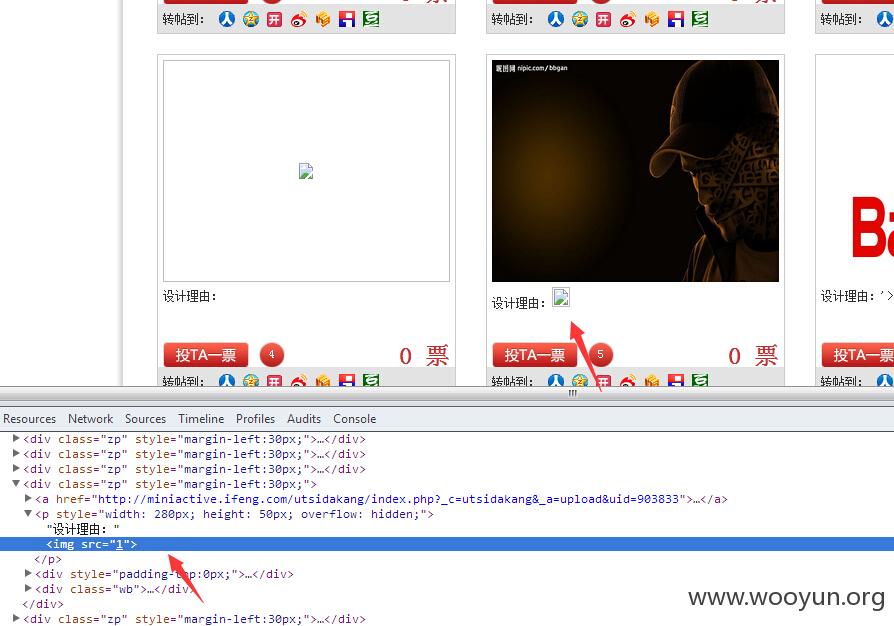 转帖到： 转帖到： 转帖到：
昵图网 nipic.com/bbgan
Ba
设计理由： 设计理由： 设计理由：'>
投TA一票 4 0 票 投TA一票 5 0 票 投TA一票
转帖到： 转帖到： 转帖到：
Resources Network Sources Timeline Profiles Audits Console
<div class="zp" style="margin-left:30px;">…</div>
<div class="zp" style="margin-left:30px;">…</div>
<div class="zp" style="margin-left:30px;">…</div>
<div class="zp" style="margin-left:30px;">
<a href="http://miniactive.ifeng.com/utsidakang/index.php?_c=utsidakang&_a=upload&uid=903833">…</a>
<p style="width: 280px; height: 50px; overflow: hidden;">
"设计理由："
<img src="1">
</p>
<div style="padding-top:0px;">…</div>
<div class="wb">…</div>
</div>
<div class="zp" style="margin-left:30px;">…</div>
www.wooyun.org